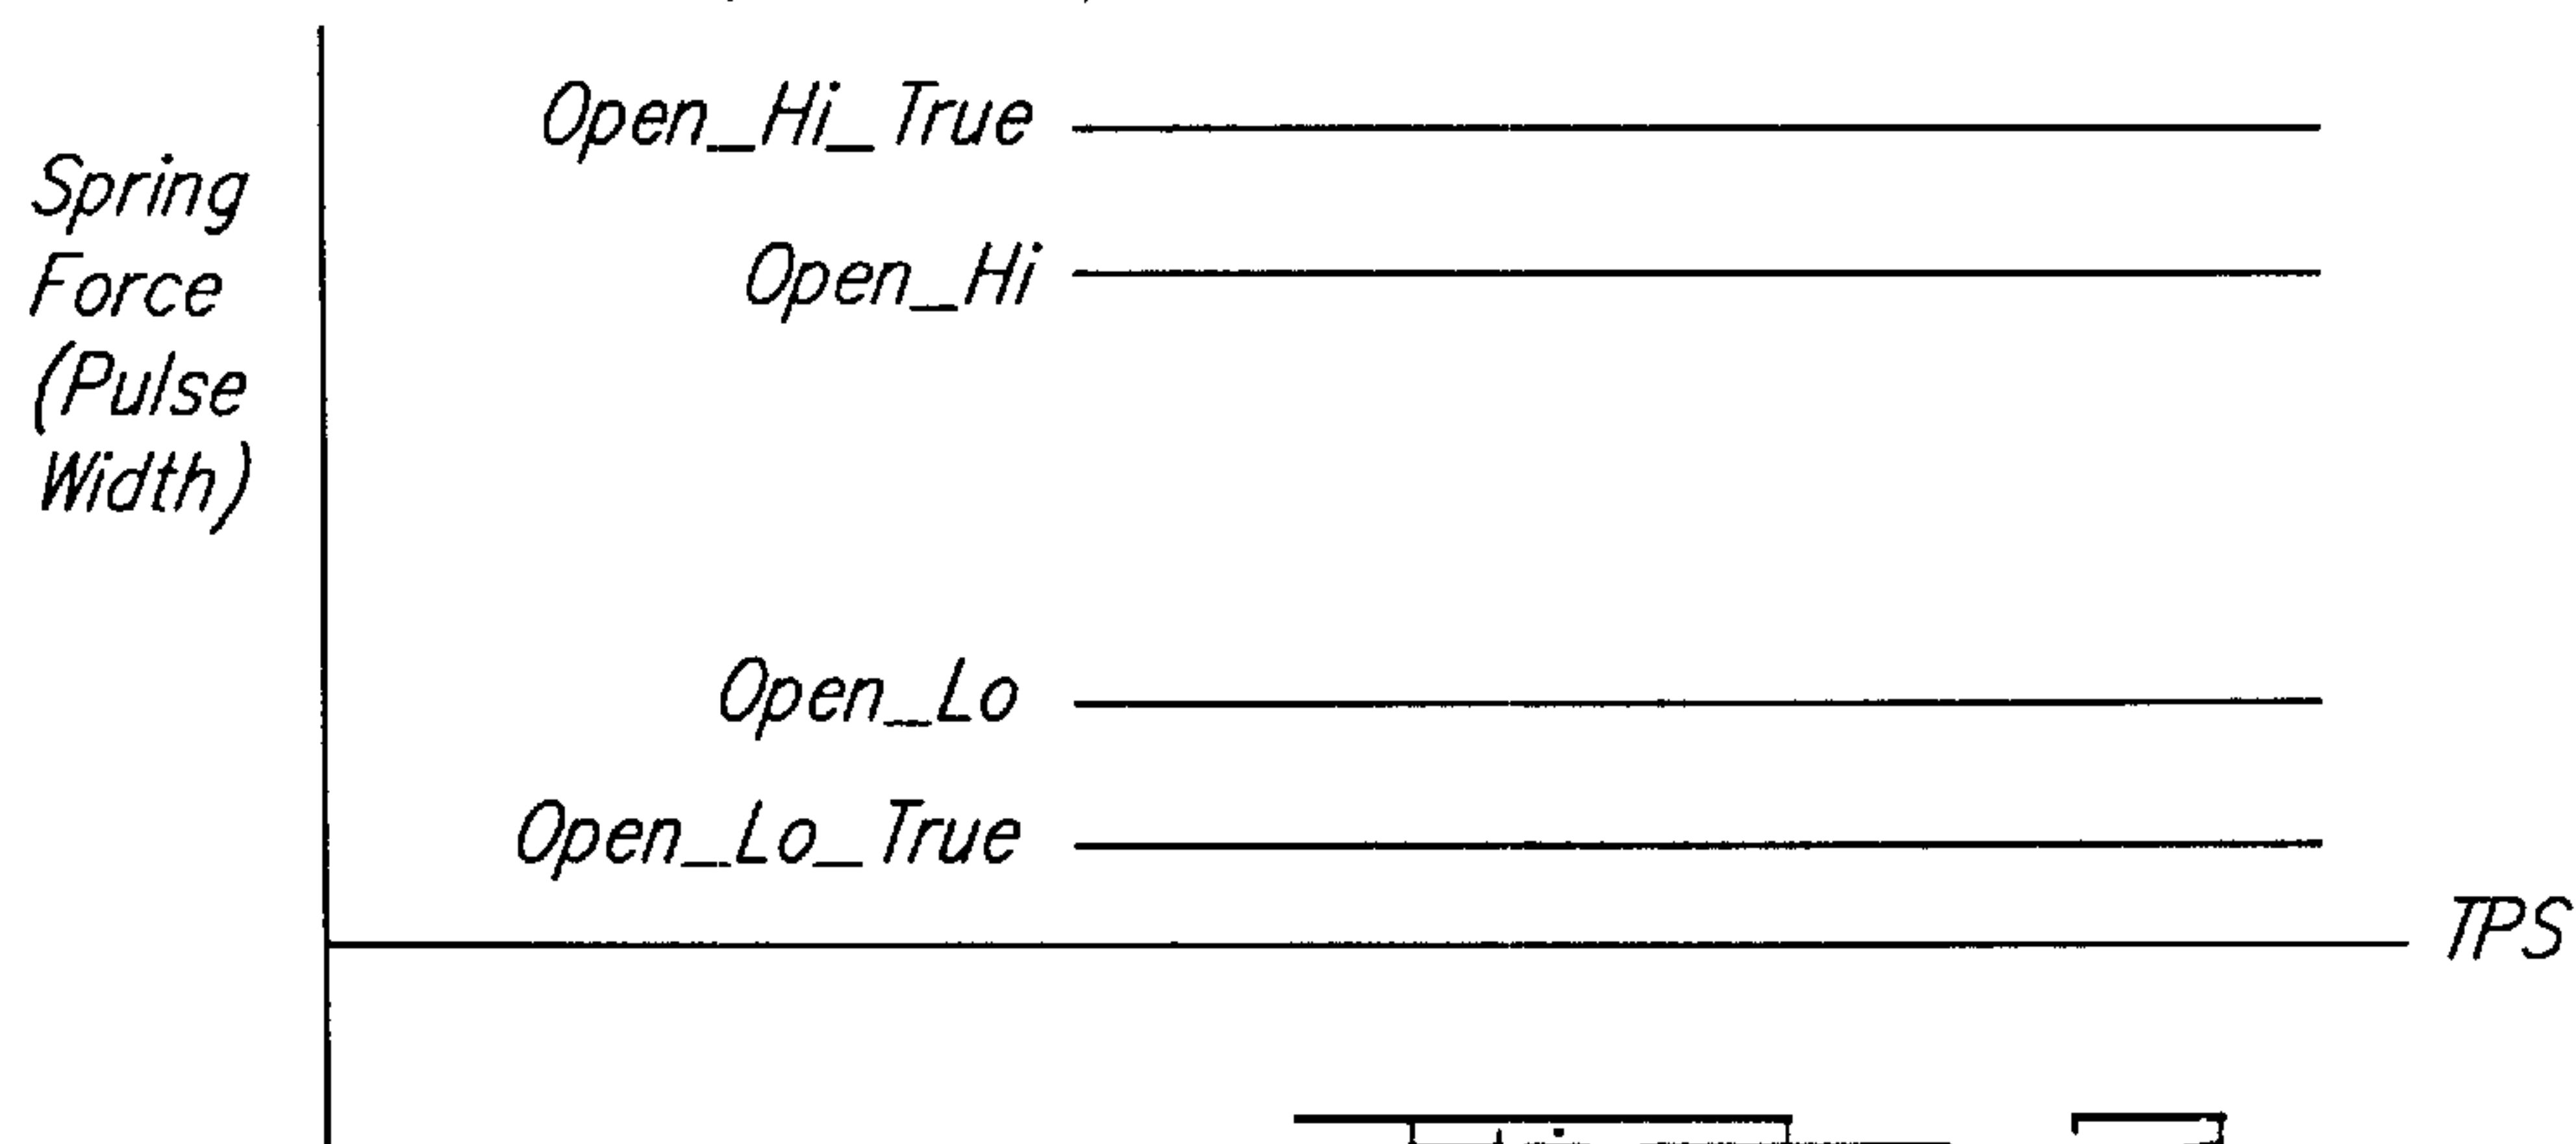 Open_Hi_True
Spring
Force
(Pulse
Width)
Open_Hi
Open_Lo
Open_Lo_True
TPS